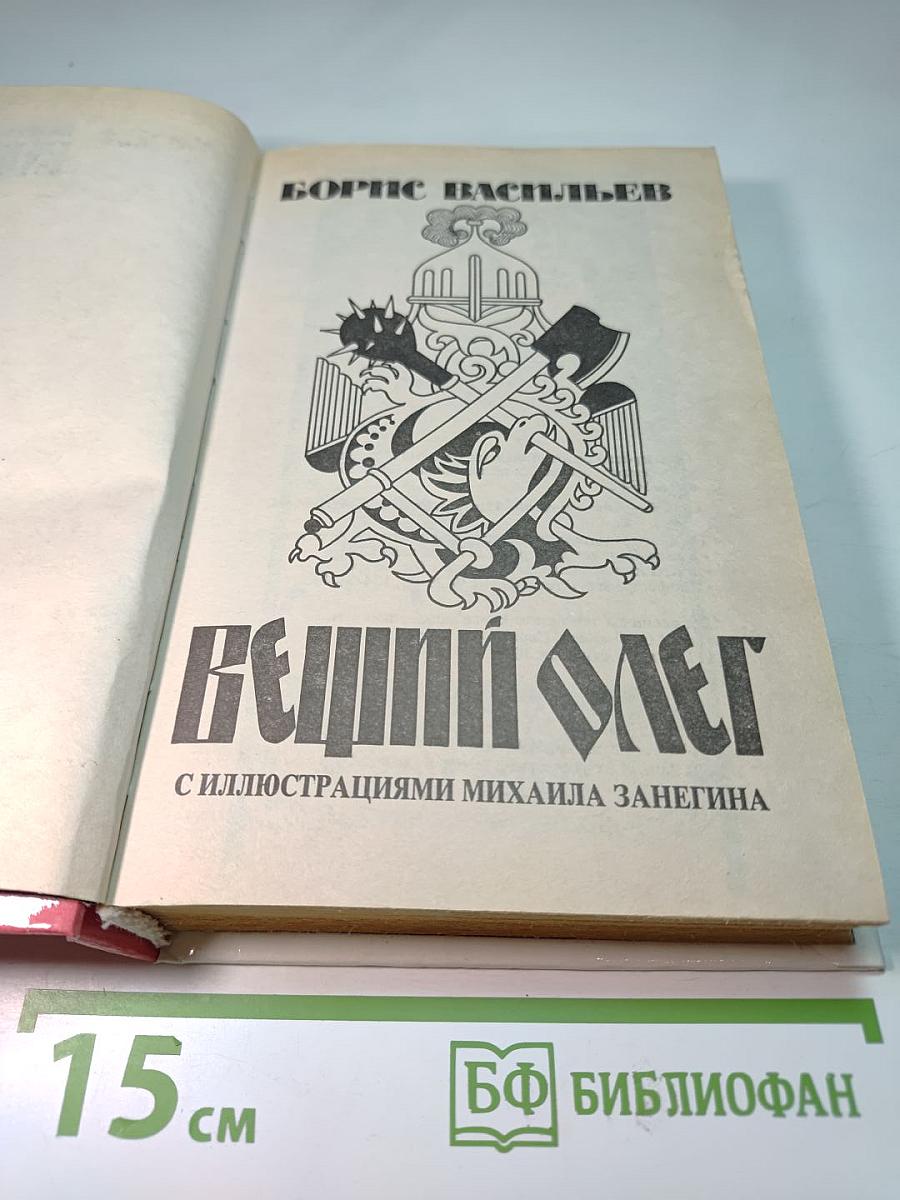 БОРИС ВАСИЛЬЕВ
ВЕЩИЙ ОЛЕГ
С ИЛЛЮСТРАЦИЯМИ МИХАИЛА ЗАНЕГИНА
15 см
БФ БИБЛИОФАН